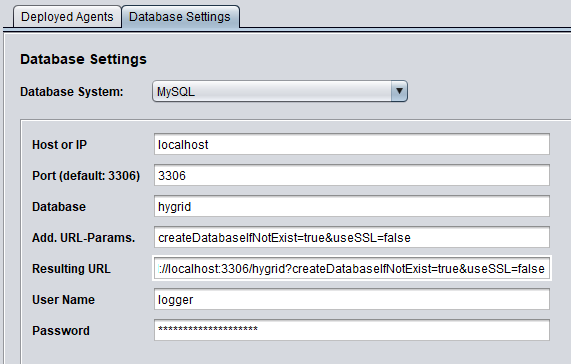 Deployed Agents Database Settings
Database Settings
Database System: MySQL
Host or IP localhost
Port (default: 3306) 3306
Database hygrid
Add. URL-Params. createDatabaseIfNotExist=true&useSSL=false
Resulting URL ://localhost:3306/hygrid?createDatabaseIfNotExist=true&useSSL=false
User Name logger
Password ********************